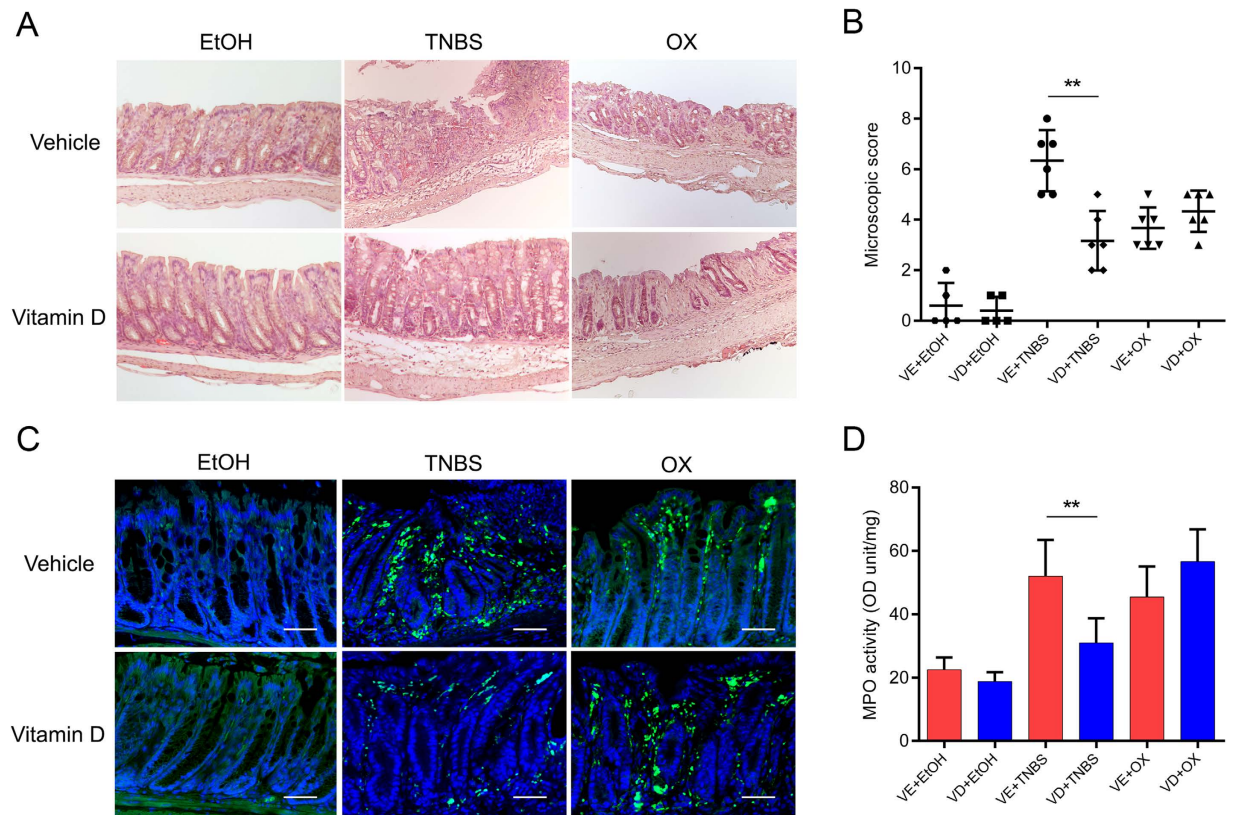 A
EtOH
TNBS
OX
Vehicle
Vitamin D
B
10
8
6
4
2
0
Microscopic score
**
VE+EtOH
VD+EtOH
VE+TNBS
VD+TNBS
VE+OX
VD+OX
C
EtOH
TNBS
OX
Vehicle
Vitamin D
D
80
60
40
20
0
MPO activity (OD unit/mg)
**
VE+EtOH
VD+EtOH
VE+TNBS
VD+TNBS
VE+OX
VD+OX